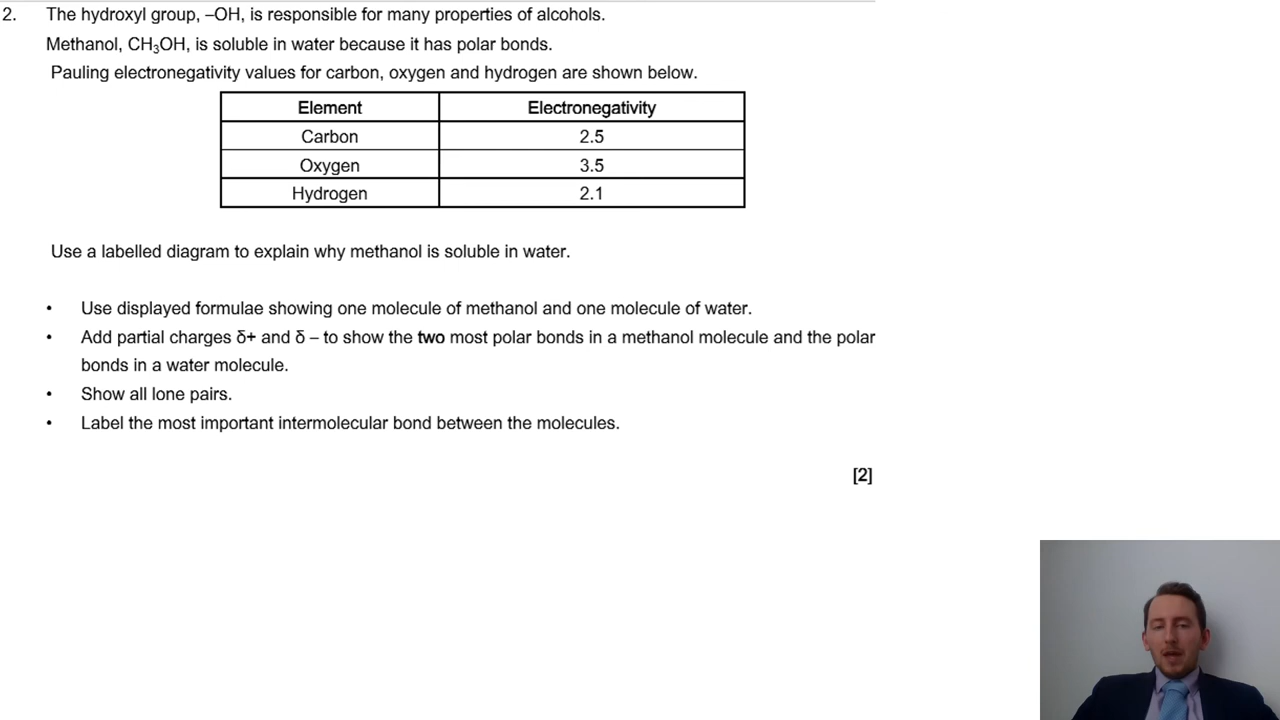 2. The hydroxyl group, –OH, is responsible for many properties of alcohols.
Methanol, CH₃OH, is soluble in water because it has polar bonds.
Pauling electronegativity values for carbon, oxygen and hydrogen are shown below.
Element Electronegativity
Carbon 2.5
Oxygen 3.5
Hydrogen 2.1
Use a labelled diagram to explain why methanol is soluble in water.
• Use displayed formulae showing one molecule of methanol and one molecule of water.
• Add partial charges δ+ and δ – to show the two most polar bonds in a methanol molecule and the polar
bonds in a water molecule.
• Show all lone pairs.
• Label the most important intermolecular bond between the molecules.
[2]